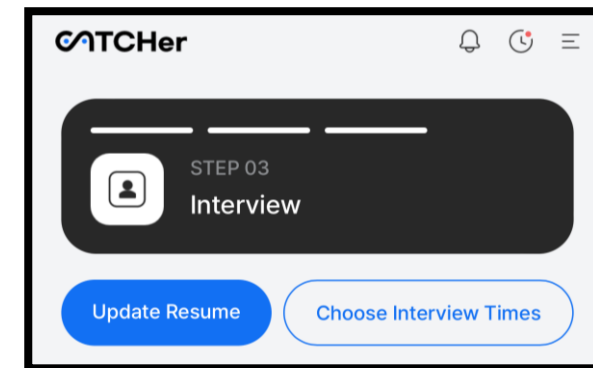 CATCHer
STEP 03
Interview
Update Resume
Choose Interview Times